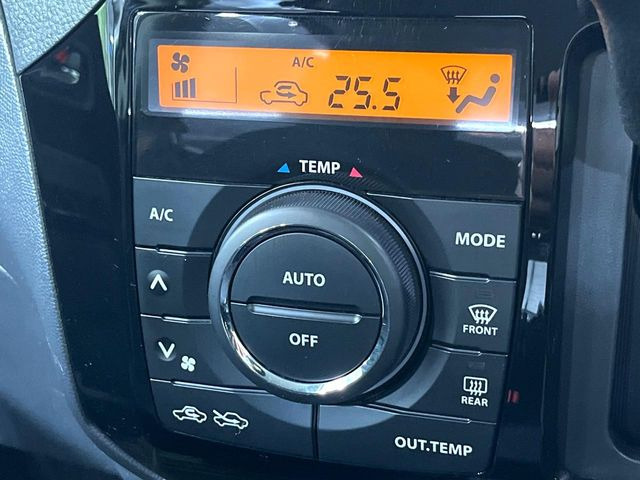 A/C
25.5
TEMP
A/C
MODE
AUTO
OFF
FRONT
REAR
OUT.TEMP